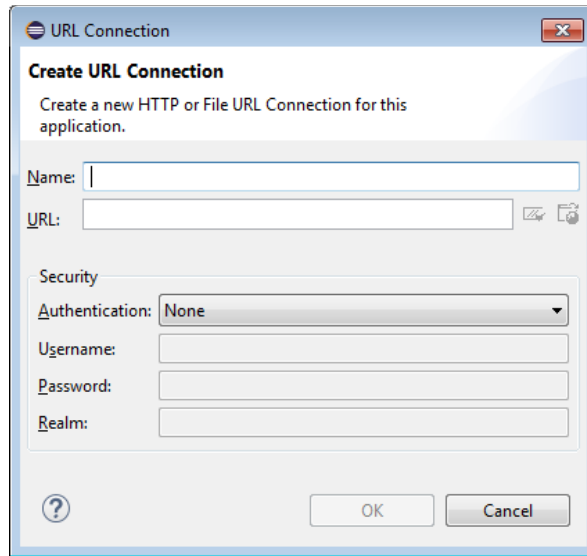 URL Connection
Create URL Connection
Create a new HTTP or File URL Connection for this
application.
Name:
URL:
Security
Authentication: None
Username:
Password:
Realm:
? OK Cancel